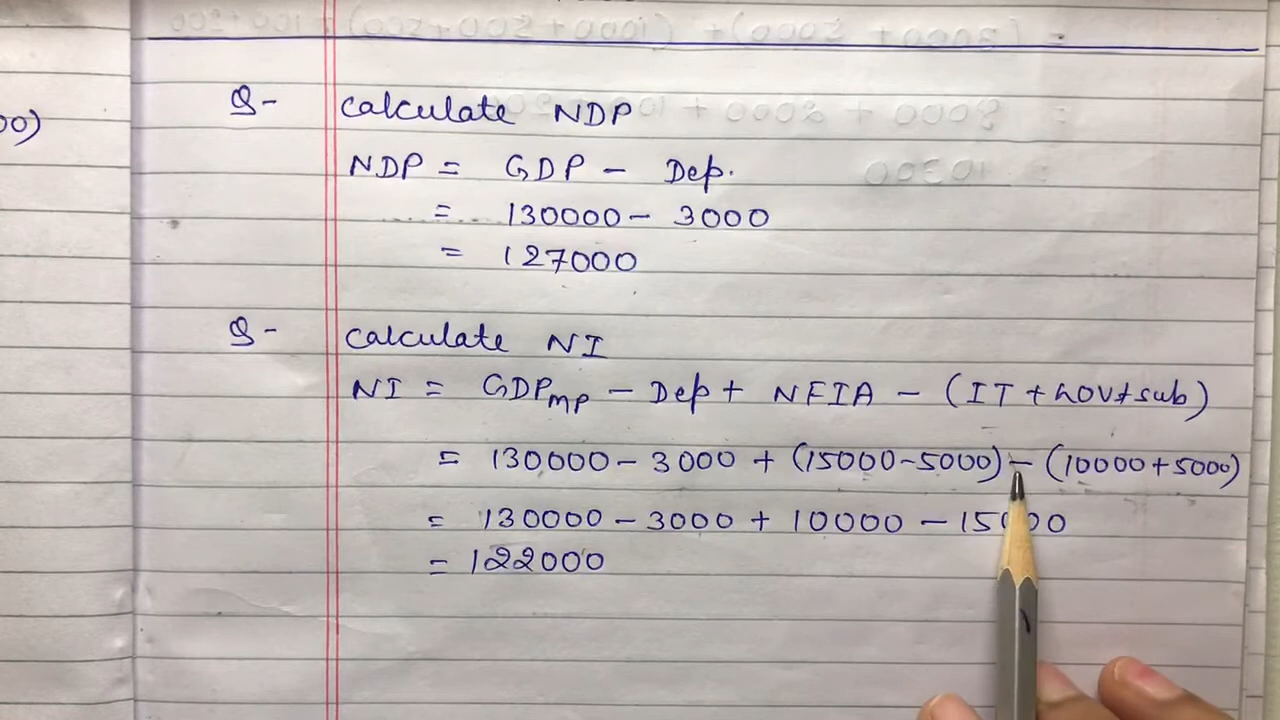 00)
Q- Calculate NDP
NDP = GDP - Dep.
= 130000 - 3000
= 127000
Q- Calculate NI
NI = GDPMP - Dep + NFIA - (IT + Gov + sub)
= 130000 - 3000 + (15000-5000) - (10000+5000)
= 130000 - 3000 + 10000 - 15000
= 122000